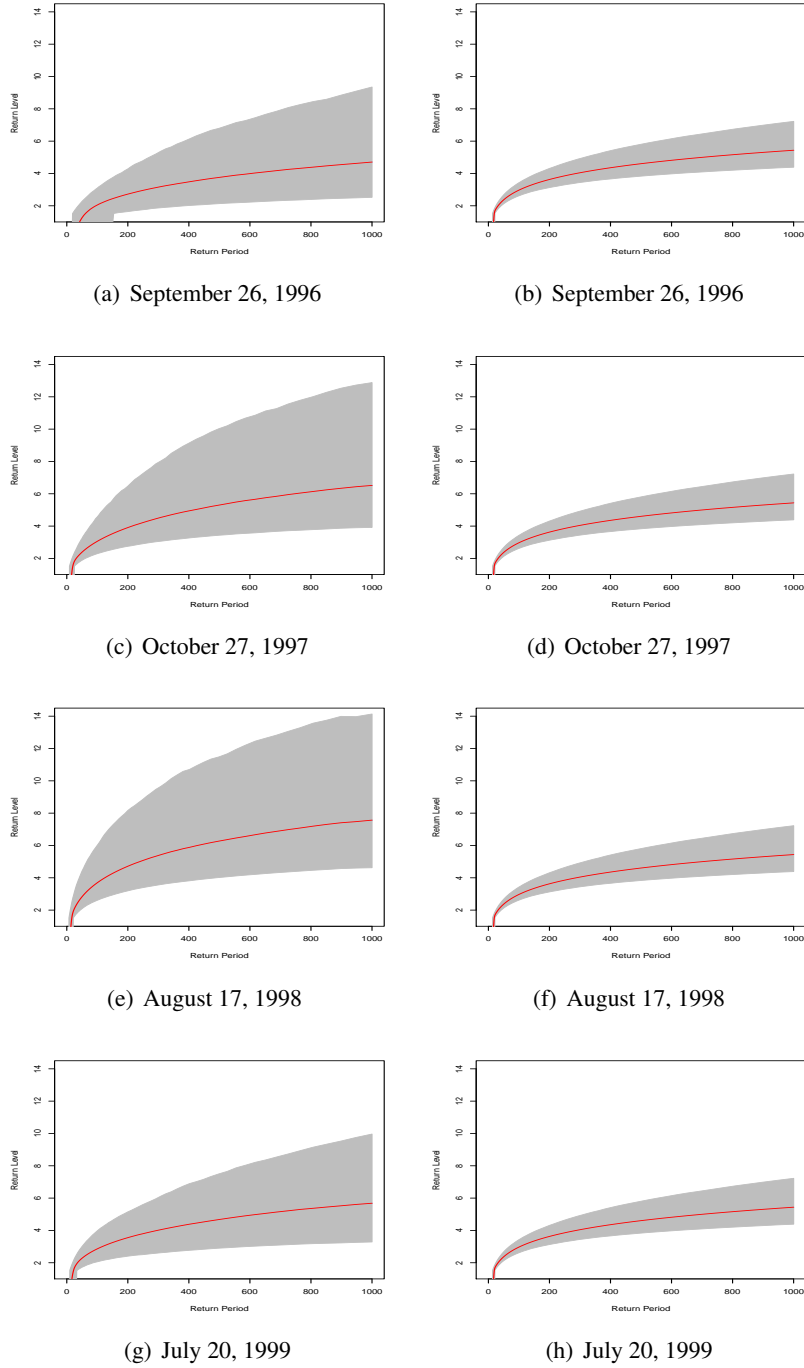 Return Level
2 4 6 8 10 12 14
0 200 400 600 800 1000
Return Period
(a) September 26, 1996
Return Level
2 4 6 8 10 12 14
0 200 400 600 800 1000
Return Period
(b) September 26, 1996
Return Level
2 4 6 8 10 12 14
0 200 400 600 800 1000
Return Period
(c) October 27, 1997
Return Level
2 4 6 8 10 12 14
0 200 400 600 800 1000
Return Period
(d) October 27, 1997
Return Level
2 4 6 8 10 12 14
0 200 400 600 800 1000
Return Period
(e) August 17, 1998
Return Level
2 4 6 8 10 12 14
0 200 400 600 800 1000
Return Period
(f) August 17, 1998
Return Level
2 4 6 8 10 12 14
0 200 400 600 800 1000
Return Period
(g) July 20, 1999
Return Level
2 4 6 8 10 12 14
0 200 400 600 800 1000
Return Period
(h) July 20, 1999